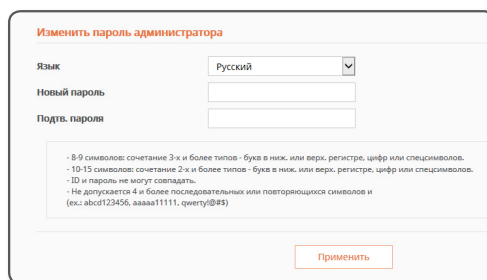 Изменить пароль администратора
Язык
Русский
Новый пароль
Подтв. пароля
- 8-9 символов: сочетание 3-х и более типов - букв в ниж. или верх. регистре, цифр или спецсимволов.
- 10-15 символов: сочетание 2-х и более типов - букв в ниж. или верх. регистре, цифр или спецсимволов.
- ID и пароль не могут совпадать.
- Не допускается 4 и более последовательных или повторяющихся символов и
(ex.: abcd123456, aaaaa11111, qwerty!@#$)
Применить